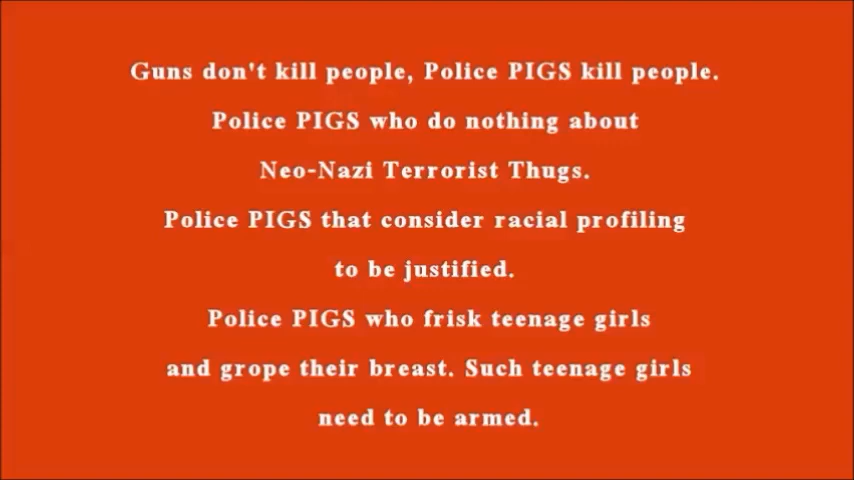 Guns don't kill people, Police PIGS kill people.
Police PIGS who do nothing about
Neo-Nazi Terrorist Thugs.
Police PIGS that consider racial profiling
to be justified.
Police PIGS who frisk teenage girls
and grope their breast. Such teenage girls
need to be armed.